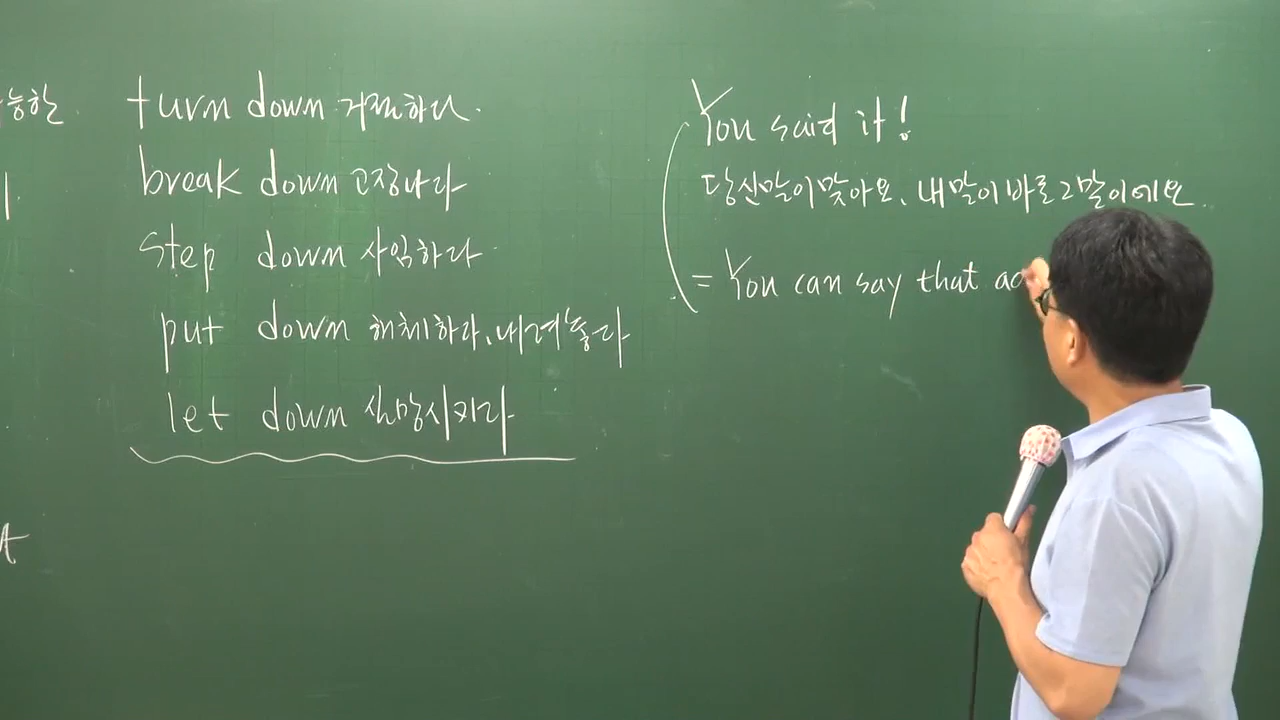 turn down 거절하다.
break down 고장나다
step down 사임하다
put down 해체하다, 내려놓다
let down 실망시키다
You said it!
당신말이맞아요. 내말이바로그말이에요.
= You can say that